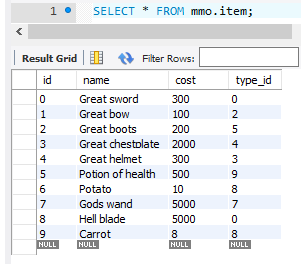 1 SELECT * FROM mmo.item;
Result Grid Filter Rows:
id name cost type_id
0 Great sword 300 0
1 Great bow 100 2
2 Great boots 200 5
3 Great chestplate 2000 4
4 Great helmet 300 3
5 Potion of health 500 9
6 Potato 10 8
7 Gods wand 5000 7
8 Hell blade 5000 0
9 Carrot 8 8
NULL NULL NULL NULL